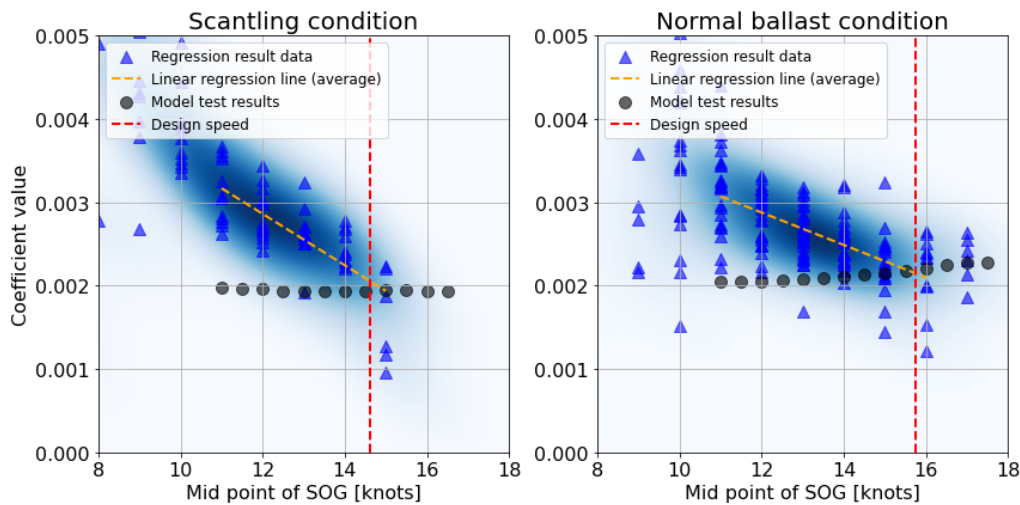 Scantling condition
0.005
0.004
0.003
0.002
0.001
0.000
Coefficient value
Regression result data
Linear regression line (average)
Model test results
Design speed
8 10 12 14 16 18
Mid point of SOG [knots]
Normal ballast condition
0.005
0.004
0.003
0.002
0.001
0.000
Regression result data
Linear regression line (average)
Model test results
Design speed
8 10 12 14 16 18
Mid point of SOG [knots]